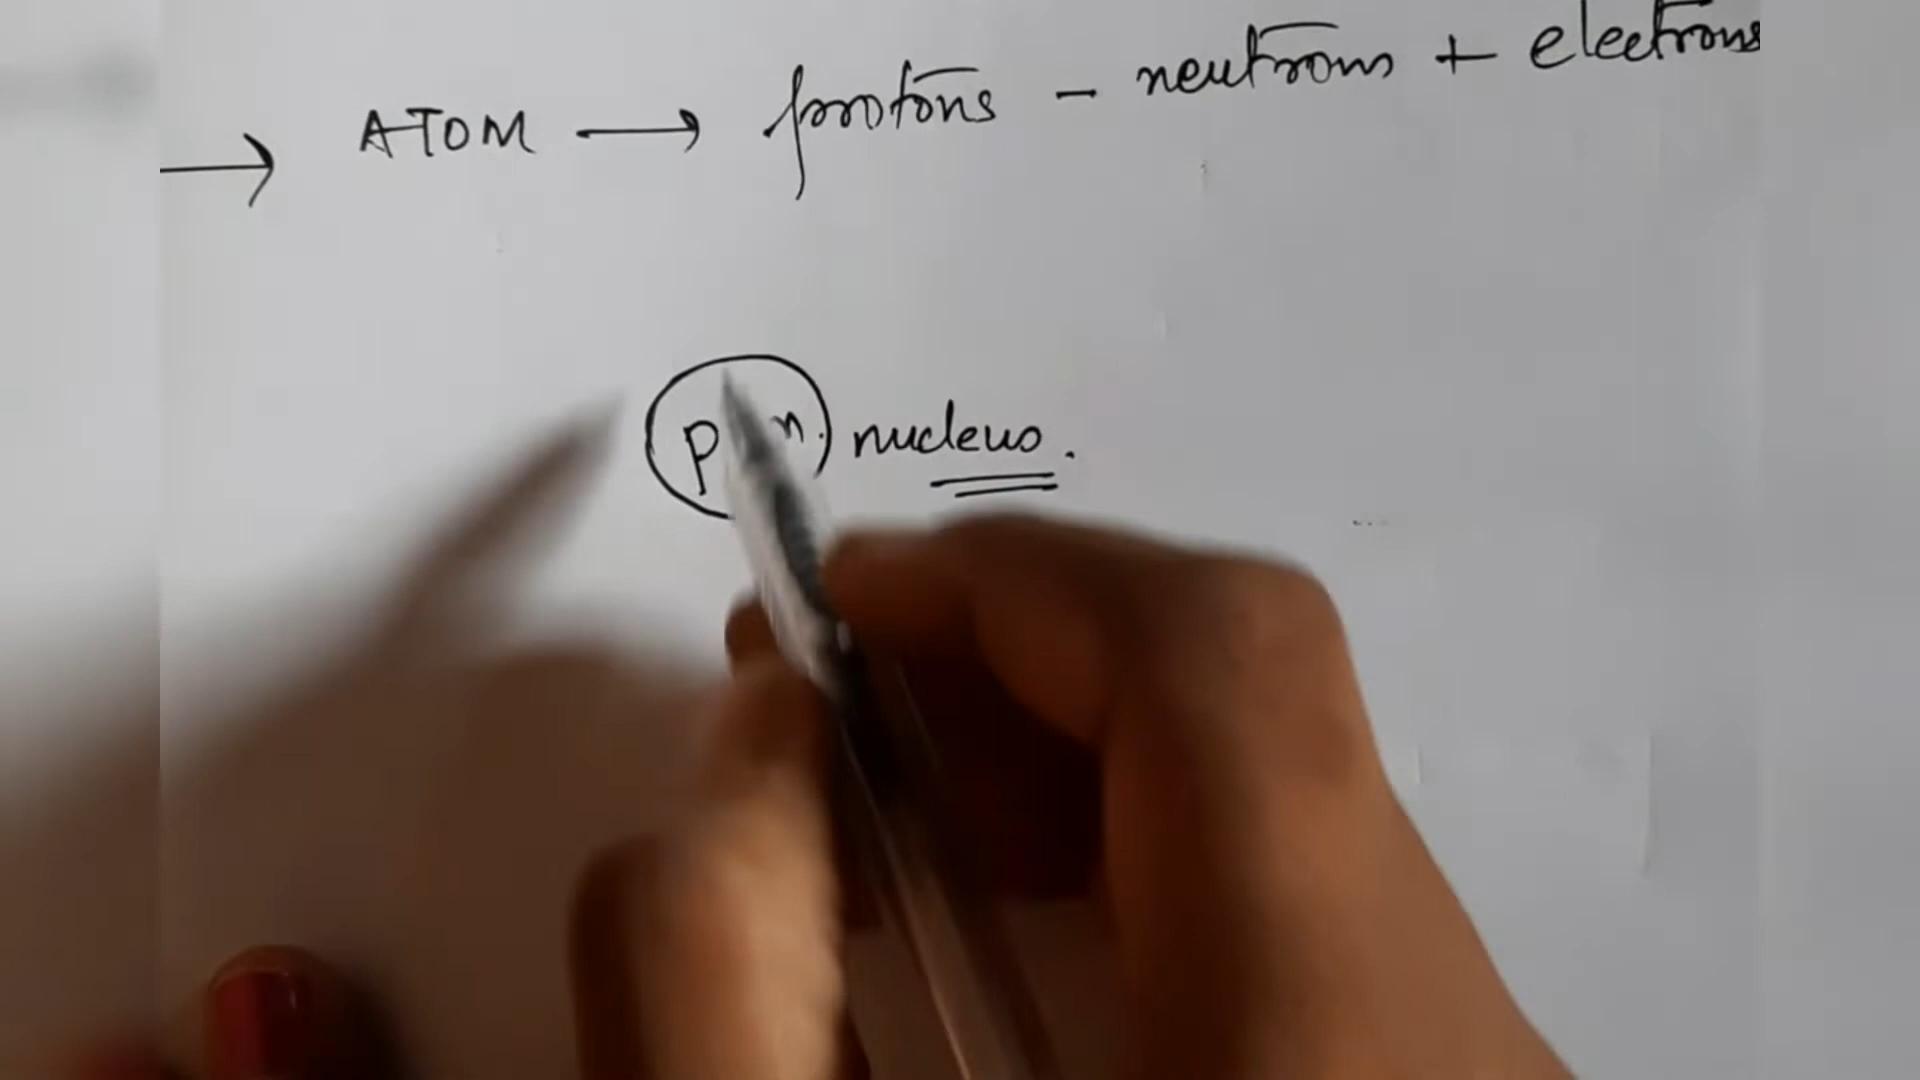 → ATOM → protons - neutrons + electrons
p n. nucleus.